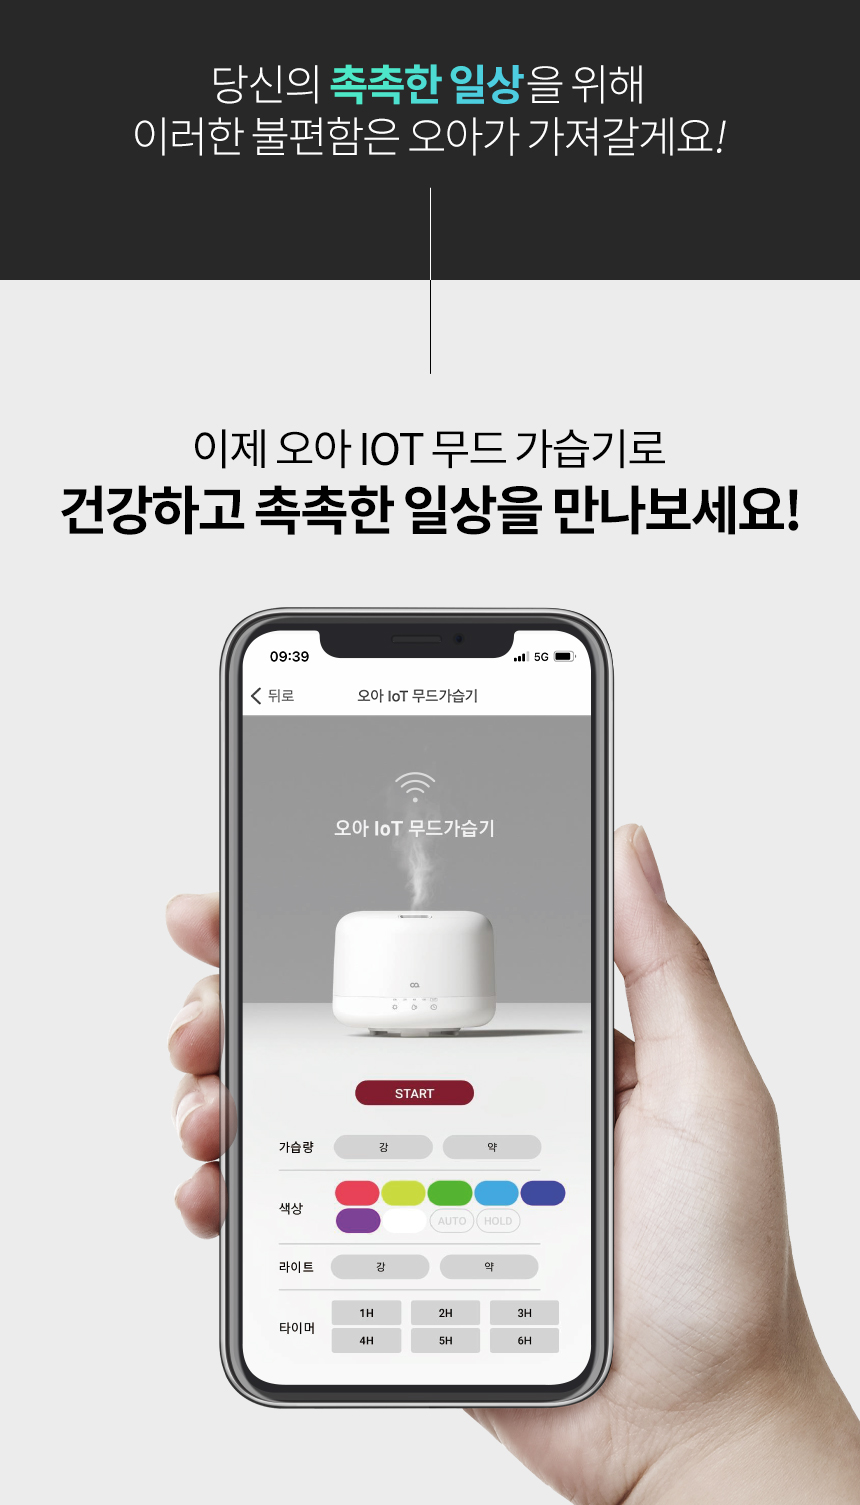 당신의 촉촉한 일상을 위해
이러한 불편함은 오아가 가져갈게요!
이제 오아 IOT 무드 가습기로
건강하고 촉촉한 일상을 만나보세요!
09:39
5G
뒤로
오아 IoT 무드가습기
오아 IoT 무드가습기
START
가습량 강 약
색상
AUTO HOLD
라이트 강 약
타이머
1H 2H 3H
4H 5H 6H